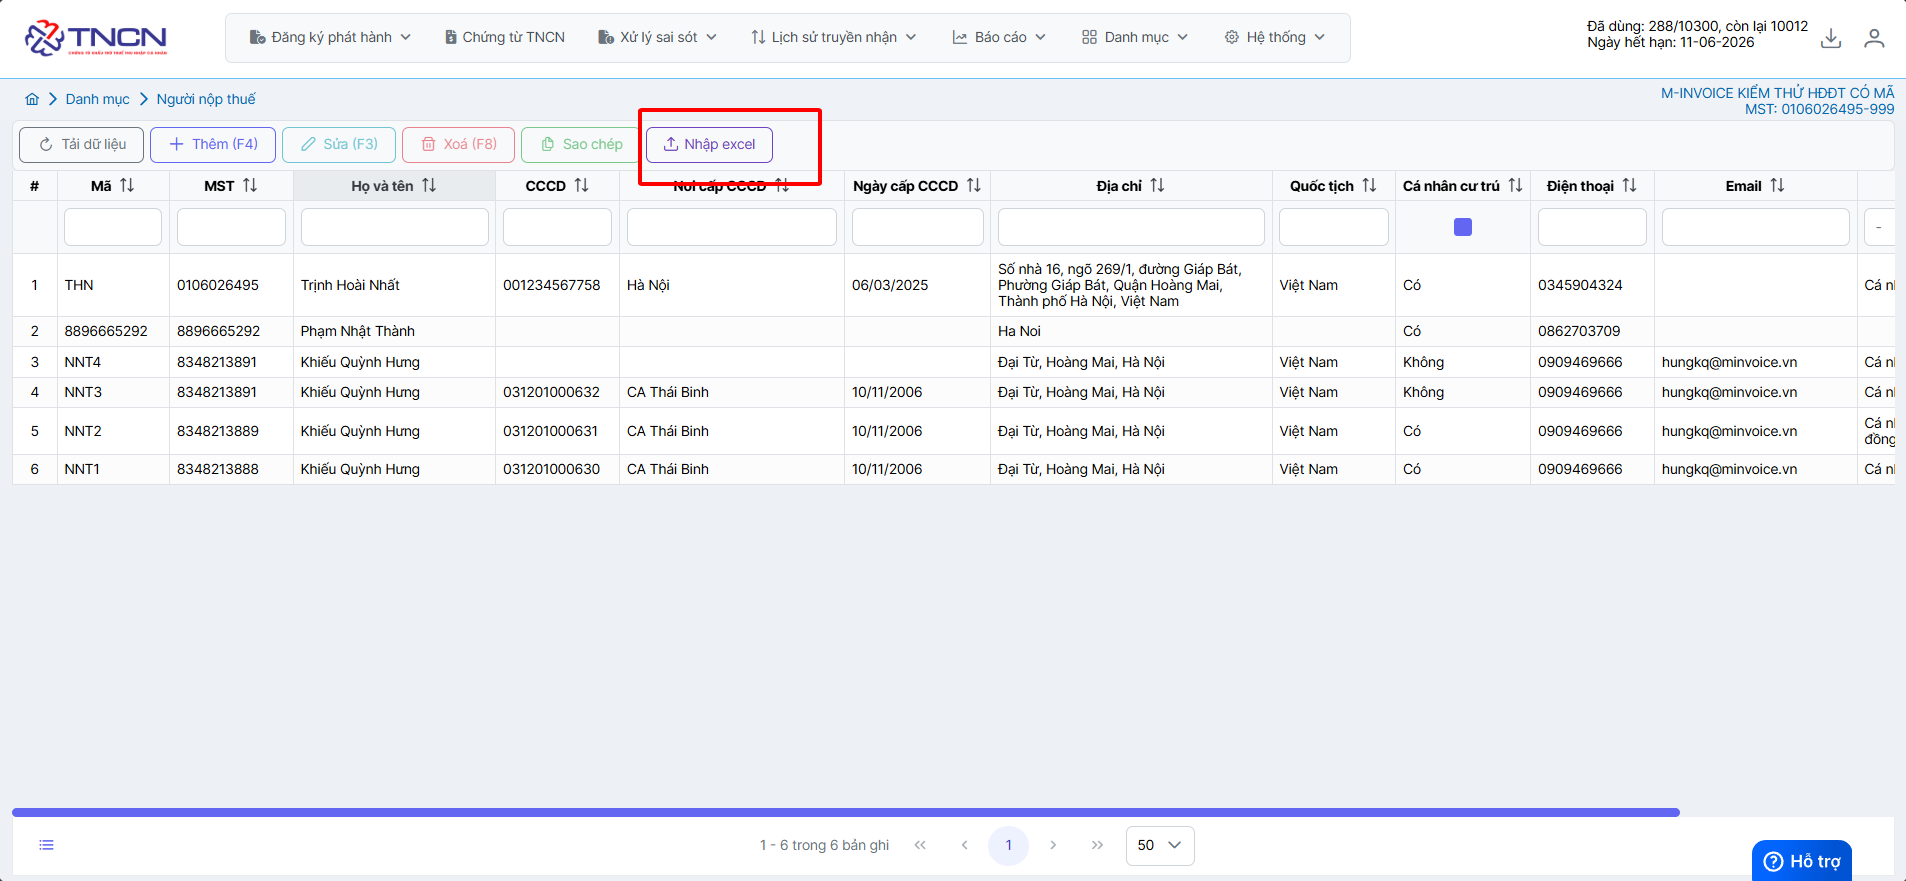 TNCN
CHỨNG TỪ KHẤU TRỪ THUẾ THU NHẬP CÁ NHÂN
Đăng ký phát hành
Chứng từ TNCN
Xử lý sai sót
Lịch sử truyền nhận
Báo cáo
Danh mục
Hệ thống
Đã dùng: 288/10300, còn lại 10012
Ngày hết hạn: 11-06-2026
Danh mục
Người nộp thuế
M-INVOICE KIỂM THỬ HĐĐT CÓ MÃ
MST: 0106026495-999
Tải dữ liệu
Thêm (F4)
Sửa (F3)
Xoá (F8)
Sao chép
Nhập excel
# Mã MST Họ và tên CCCD Nơi cấp CCCD Ngày cấp CCCD Địa chỉ Quốc tịch Cá nhân cư trú Điện thoại Email
-
1 THN 0106026495 Trịnh Hoài Nhất 001234567758 Hà Nội 06/03/2025 Số nhà 16, ngõ 269/1, đường Giáp Bát,
Phường Giáp Bát, Quận Hoàng Mai,
Thành phố Hà Nội, Việt Nam
Việt Nam Có 0345904324 Cá n
2 8896665292 8896665292 Phạm Nhật Thành Ha Noi Có 0862703709
3 NNT4 8348213891 Khiếu Quỳnh Hưng Đại Từ, Hoàng Mai, Hà Nội Việt Nam Không 0909469666 hungkq@minvoice.vn Cá n
4 NNT3 8348213891 Khiếu Quỳnh Hưng 031201000632 CA Thái Binh 10/11/2006 Đại Từ, Hoàng Mai, Hà Nội Việt Nam Không 0909469666 hungkq@minvoice.vn Cá n
5 NNT2 8348213889 Khiếu Quỳnh Hưng 031201000631 CA Thái Binh 10/11/2006 Đại Từ, Hoàng Mai, Hà Nội Việt Nam Có 0909469666 hungkq@minvoice.vn Cá n
đồng
6 NNT1 8348213888 Khiếu Quỳnh Hưng 031201000630 CA Thái Binh 10/11/2006 Đại Từ, Hoàng Mai, Hà Nội Việt Nam Có 0909469666 hungkq@minvoice.vn Cá n
1 - 6 trong 6 bản ghi
1
50
Hỗ trợ